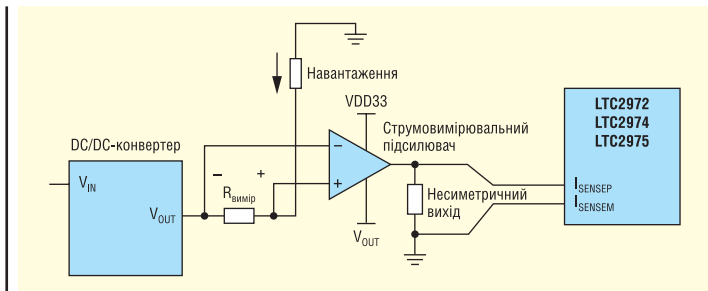 Навантаження
VDD33
LTC2972
LTC2974
LTC2975
DC/DC-конвертер
Струмовимірювальний
підсилювач
–
–
+
V_IN
R_вимір
+
Несиметричний
вихід
I_SENSEP
V_OUT
I_SENSEM
V_OUT